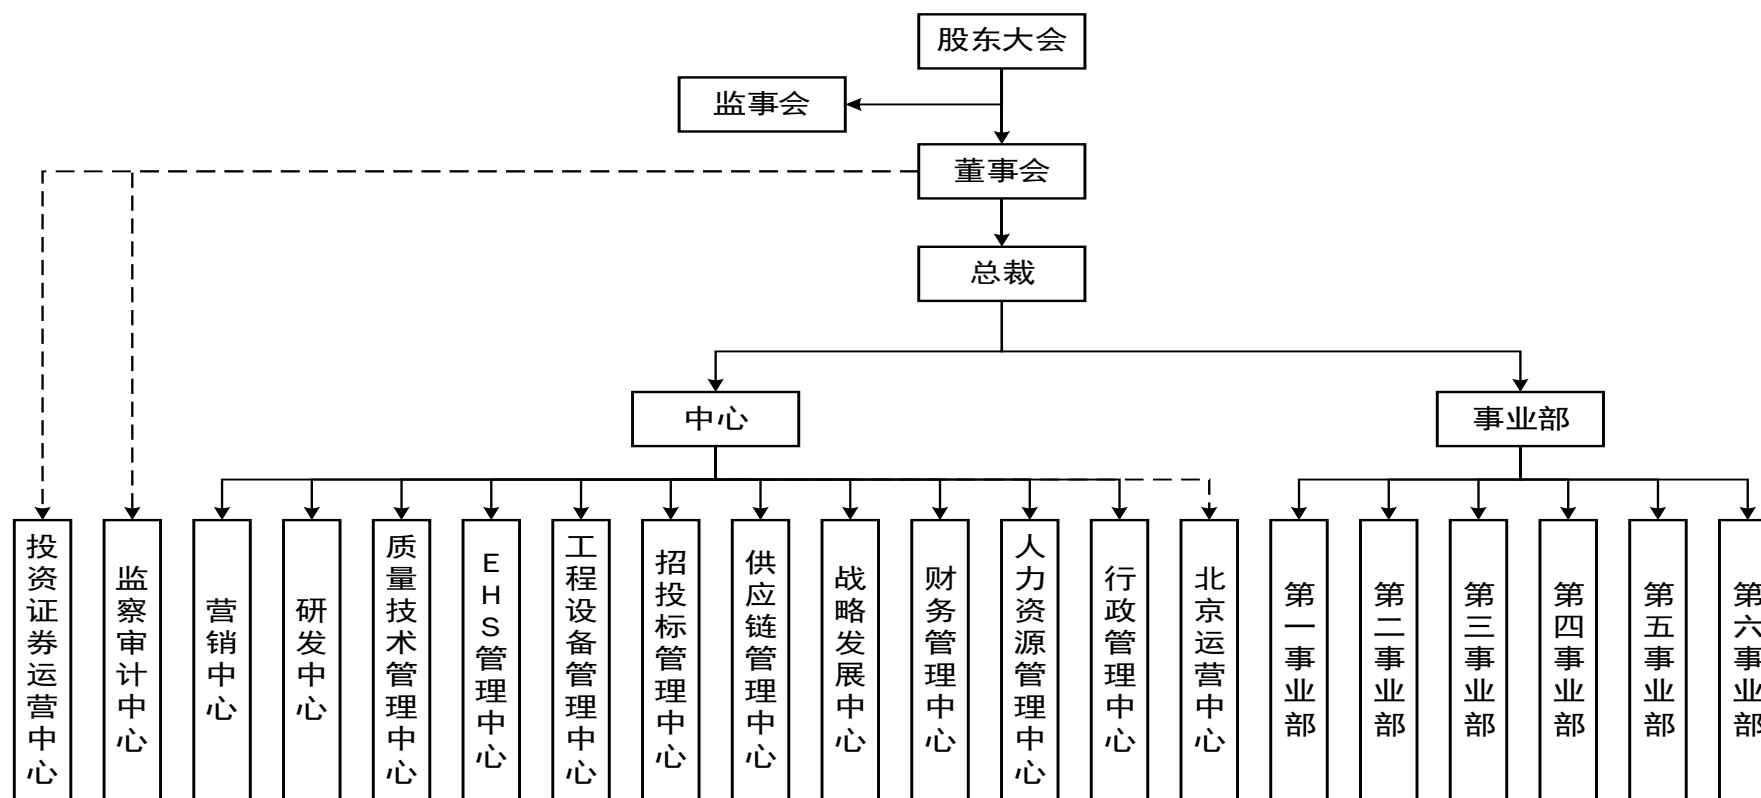 股东大会
监事会
董事会
总裁
中心
事业部
投资证券运营中心
监察审计中心
营销中心
研发中心
质量技术管理中心
EHS管理中心
工程设备管理中心
招投标管理中心
供应链管理中心
战略发展中心
财务管理中心
人力资源管理中心
行政管理中心
北京运营中心
第一事业部
第二事业部
第三事业部
第四事业部
第五事业部
第六事业部